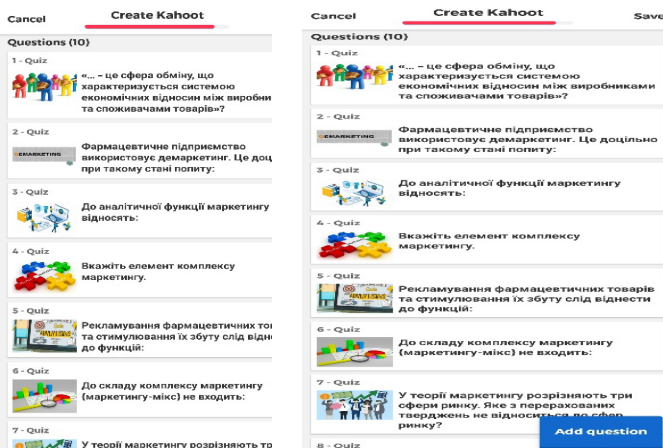 Cancel
Create Kahoot
Questions (10)
1 - Quiz
«... – це сфера обміну, що
характеризується системою
економічних відносин між виробни
та споживачами товарів»?
2 - Quiz
DEMARKETING
Фармацевтичне підприємство
використовує демаркетинг. Це доц
при такому стані попиту:
3 - Quiz
До аналітичної функції маркетингу
відносять:
4 - Quiz
Вкажіть елемент комплексу
маркетингу.
5 - Quiz
Рекламування фармацевтичних то
та стимулювання їх збуту слід відн
до функцій:
6 - Quiz
До складу комплексу маркетингу
(маркетинг-мікс) не входить:
7 - Quiz
У теорії маркетингу розрізняють тр
Cancel
Create Kahoot
Save
Questions (10)
1 - Quiz
«... – це сфера обміну, що
характеризується системою
економічних відносин між виробниками
та споживачами товарів»?
2 - Quiz
DEMARKETING
Фармацевтичне підприємство
використовує демаркетинг. Це доцільно
при такому стані попиту:
3 - Quiz
До аналітичної функції маркетингу
відносять:
4 - Quiz
Вкажіть елемент комплексу
маркетингу.
5 - Quiz
Рекламування фармацевтичних товарів
та стимулювання їх збуту слід віднести
до функцій:
6 - Quiz
До складу комплексу маркетингу
(маркетингу-мікс) не входить:
7 - Quiz
У теорії маркетингу розрізняють три
сфери ринку. Яке з перерахованих
тверджень не відноситься до сфер
ринку?
Add question
8 - Quiz